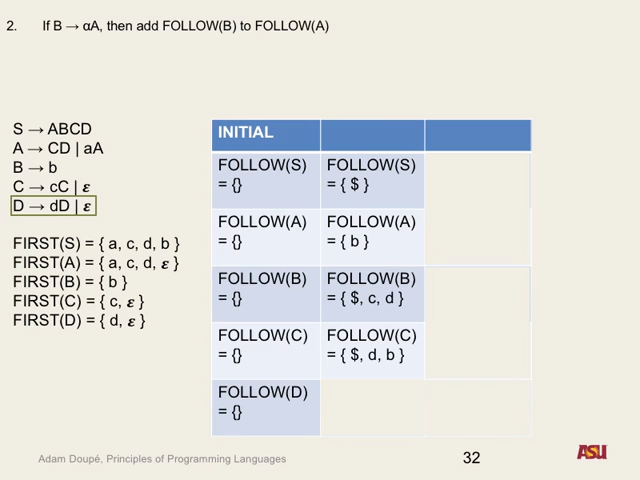 2. If B → αA, then add FOLLOW(B) to FOLLOW(A)
S → ABCD
A → CD | aA
B → b
C → cC | ε
D → dD | ε
FIRST(S) = { a, c, d, b }
FIRST(A) = { a, c, d, ε }
FIRST(B) = { b }
FIRST(C) = { c, ε }
FIRST(D) = { d, ε }
INITIAL
FOLLOW(S) = {}
FOLLOW(S) = { $ }
FOLLOW(A) = {}
FOLLOW(A) = { b }
FOLLOW(B) = {}
FOLLOW(B) = { $, c, d }
FOLLOW(C) = {}
FOLLOW(C) = { $, d, b }
FOLLOW(D) = {}
Adam Doupé, Principles of Programming Languages
32
ASU